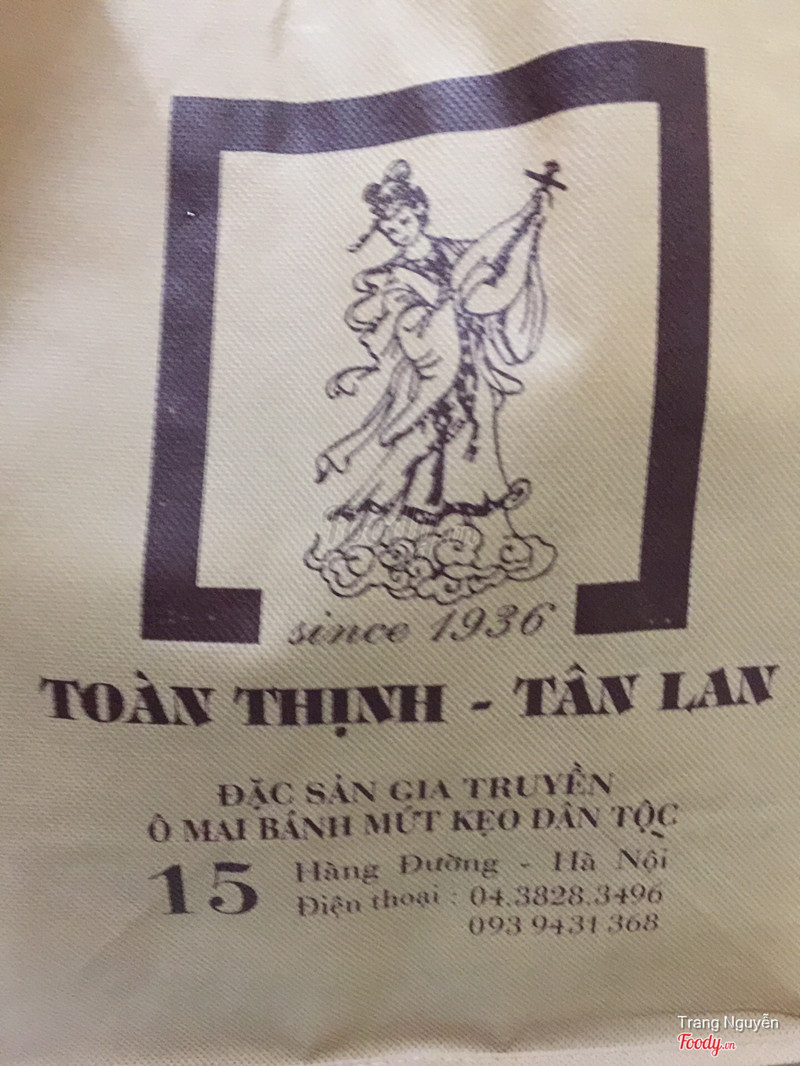 since 1936
TOÀN THỊNH - TÂN LAN
ĐẶC SẢN GIA TRUYỀN
Ô MAI BÁNH MỨT KẸO DÂN TỘC
15 Hàng Đường - Hà Nội
Điện thoại : 04.3828.3496
093 9431 368
Trang Nguyễn
Foody.vn